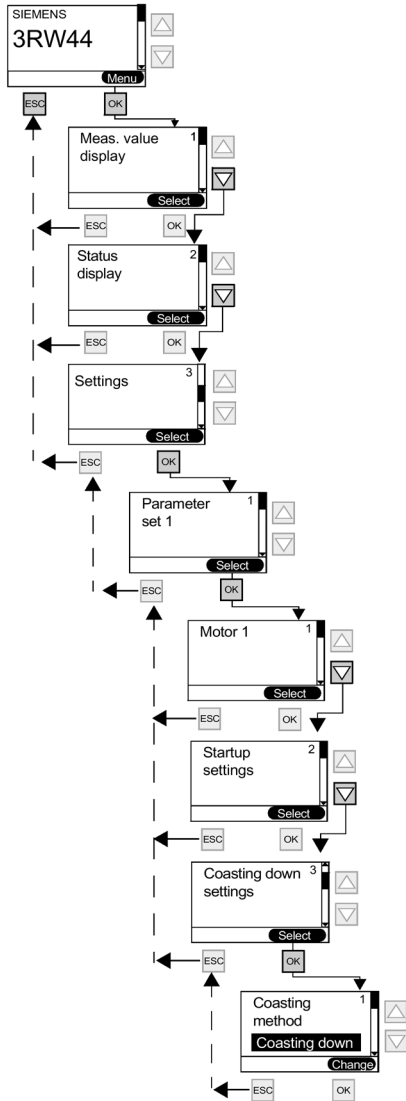 SIEMENS
3RW44
Menu
ESC
OK
Meas. value
display
1
Select
ESC
OK
Status
display
2
Select
ESC
OK
Settings
3
Select
ESC
OK
Parameter
set 1
1
Select
ESC
OK
Motor 1
1
Select
ESC
OK
Startup
settings
2
Select
ESC
OK
Coasting down
settings
3
Select
ESC
OK
Coasting
method
1
Coasting down
Change
ESC
OK